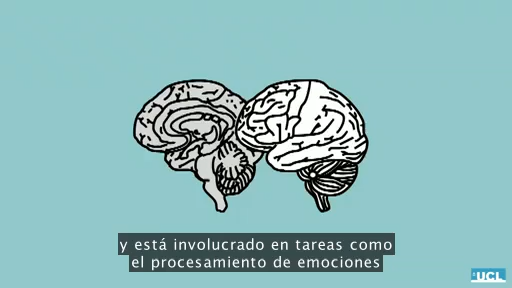 y está involucrado en tareas como
el procesamiento de emociones
UCL